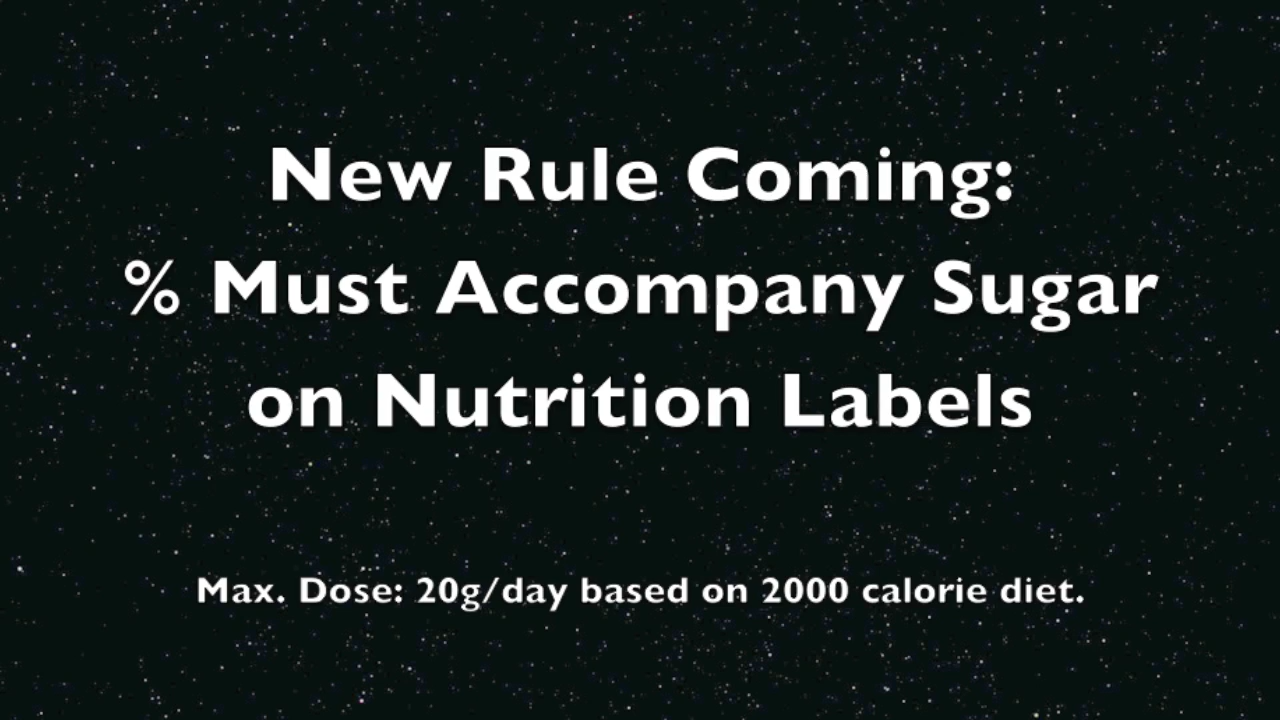 New Rule Coming:
% Must Accompany Sugar
on Nutrition Labels
Max. Dose: 20g/day based on 2000 calorie diet.